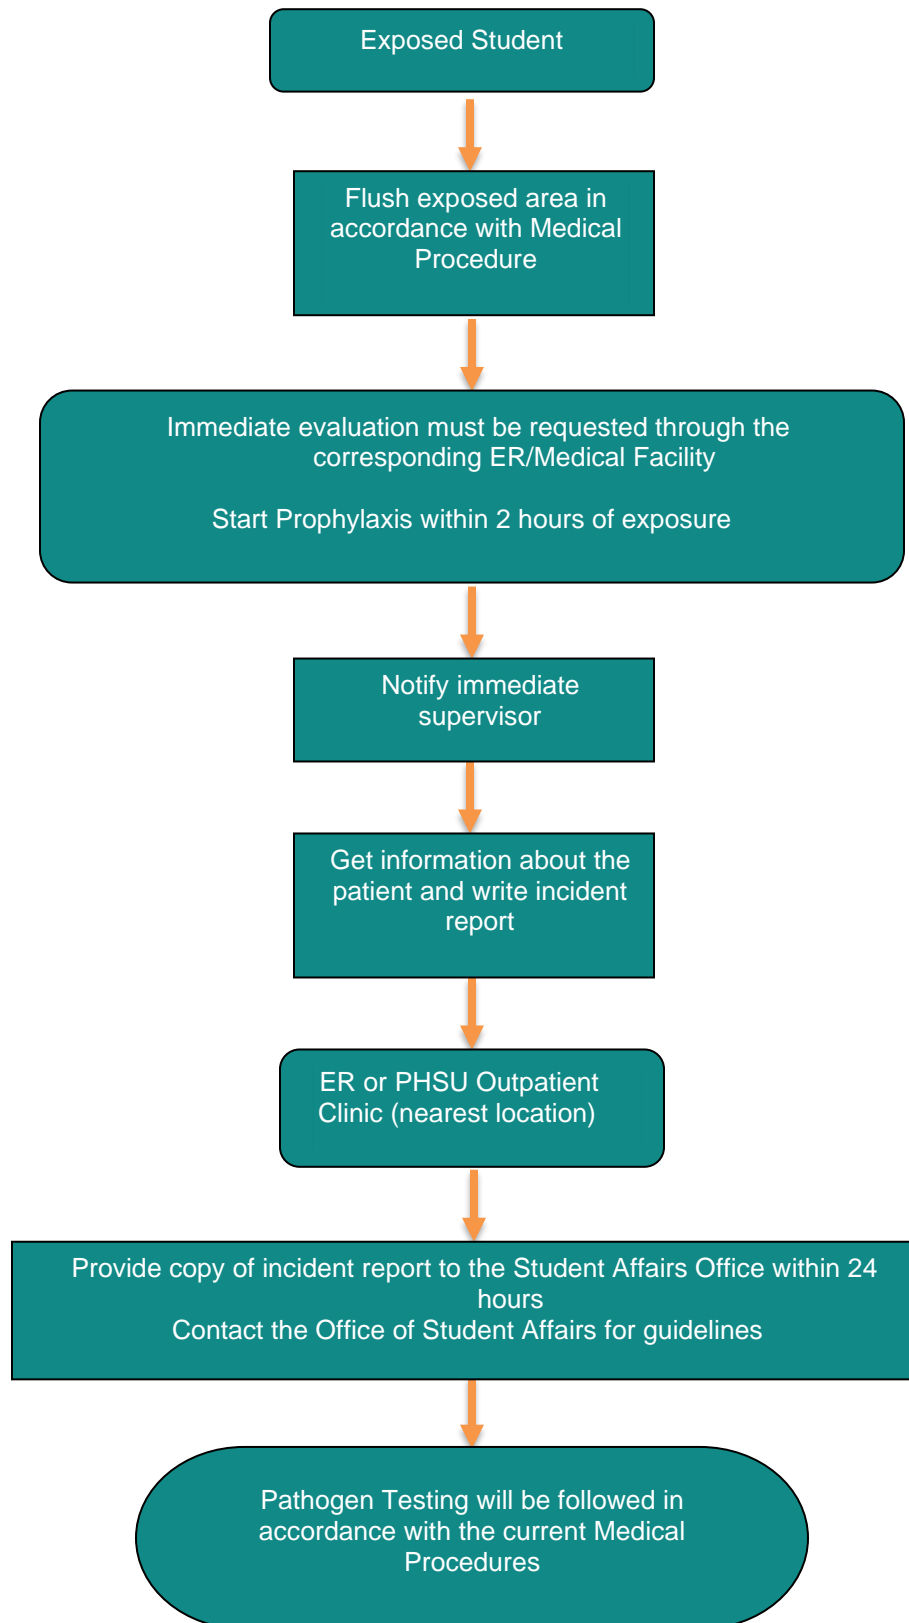 Exposed Student
Flush exposed area in
accordance with Medical
Procedure
Immediate evaluation must be requested through the
corresponding ER/Medical Facility
Start Prophylaxis within 2 hours of exposure
Notify immediate
supervisor
Get information about the
patient and write incident
report
ER or PHSU Outpatient
Clinic (nearest location)
Provide copy of incident report to the Student Affairs Office within 24
hours
Contact the Office of Student Affairs for guidelines
Pathogen Testing will be followed in
accordance with the current Medical
Procedures